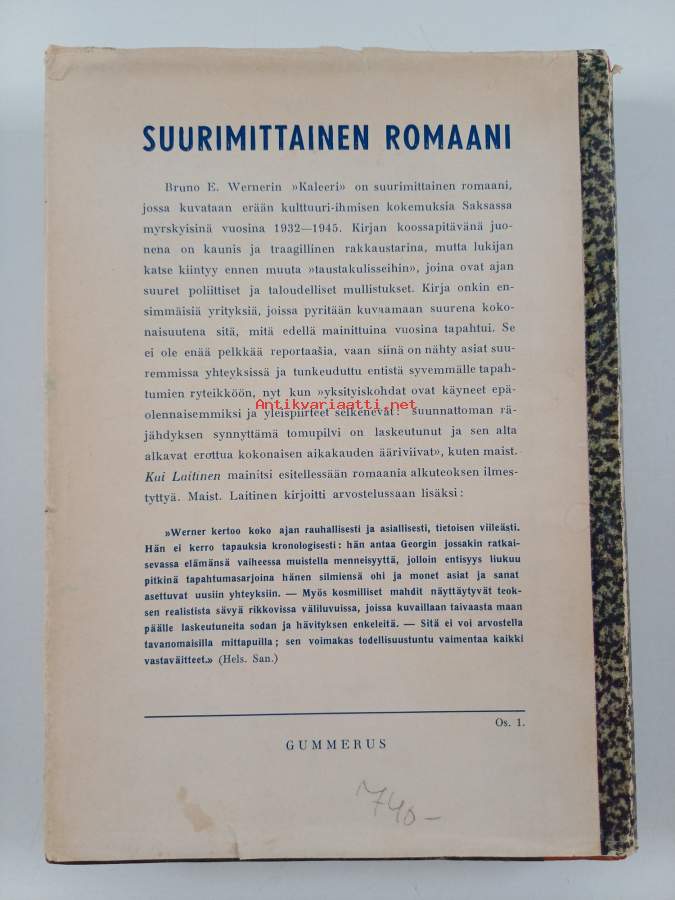 SUURIMITTAINEN ROMAANI
Bruno E. Wernerin »Kaleeri» on suurimittainen romaani,
jossa kuvataan erään kulttuuri-ihmisen kokemuksia Saksassa
myrskyisinä vuosina 1932—1945. Kirjan koossapitävänä juo-
nena on kaunis ja traagillinen rakkaustarina, mutta lukijan
katse kiintyy ennen muuta »taustakulisseihin», joina ovat ajan
suuret poliittiset ja taloudelliset mullistukset. Kirja onkin en-
simmäisiä yrityksiä, joissa pyritään kuvaamaan suurena koko-
naisuutena sitä, mitä edellä mainittuina vuosina tapahtui. Se
ei ole enää pelkkää reportaašia, vaan siinä on nähty asiat suu-
remmissa yhteyksissä ja tunkeuduttu entistä syvemmälle tapah-
tumien ryteikköön, nyt kun »yksityiskohdat ovat käyneet epä-
olennaisemmiksi ja yleispiirteet selkenevät: suunnattoman rä-
Antikvariaatti.net
jähdyksen synnyttämä tomupilvi on laskeutunut ja sen alta
alkavat erottua kokonaisen aikakauden ääriviivat», kuten maist.
Kai Laitinen mainitsi esitellessään romaania alkuteoksen ilmes-
tyttyä. Maist. Laitinen kirjoitti arvostelussaan lisäksi:
»Werner kertoo koko ajan rauhallisesti ja asiallisesti, tietoisen viileästi.
Hän ei kerro tapauksia kronologisesti: hän antaa Georgin jossakin ratkai-
sevassa elämänsä vaiheessa muistella menneisyyttä, jolloin entisyys liukuu
pitkinä tapahtumasarjoina hänen silmiensä ohi ja monet asiat ja sanat
asettuvat uusiin yhteyksiin. — Myös kosmilliset mahdit näyttäytyvät teok-
sen realistista sävyä rikkovissa väliluvuissa, joissa kuvaillaan taivaasta maan
päälle laskeutuneita sodan ja hävityksen enkeleitä. — Sitä ei voi arvostella
tavanomaisilla mittapuilla; sen voimakas todellisuustuntu vaimentaa kaikki
vastaväitteet.» (Hels. San.)
Os. 1.
GUMMERUS
740—